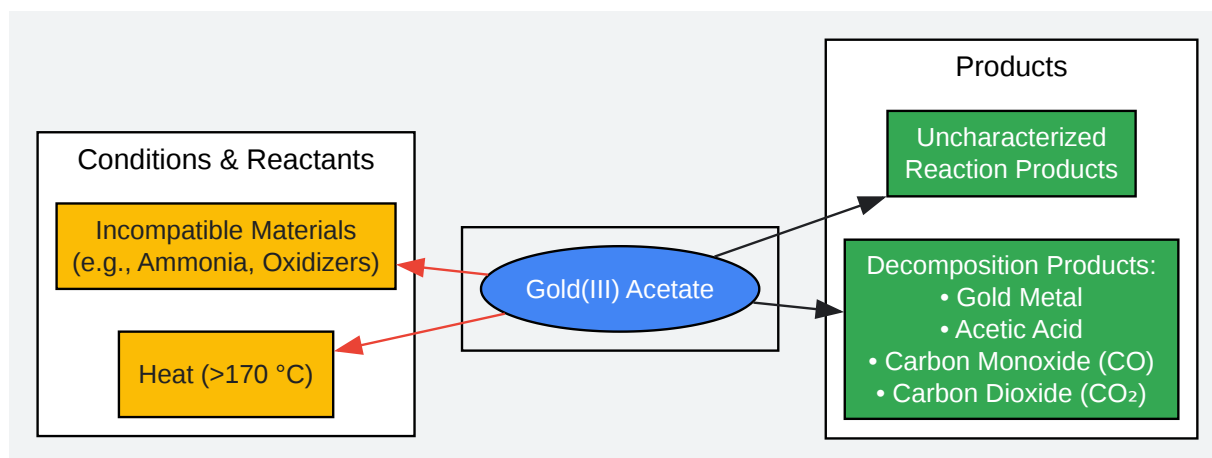 Conditions & Reactants
Incompatible Materials
(e.g., Ammonia, Oxidizers)
Heat (>170 °C)
Gold(III) Acetate
Products
Uncharacterized
Reaction Products
Decomposition Products:
• Gold Metal
• Acetic Acid
• Carbon Monoxide (CO)
• Carbon Dioxide (CO₂)